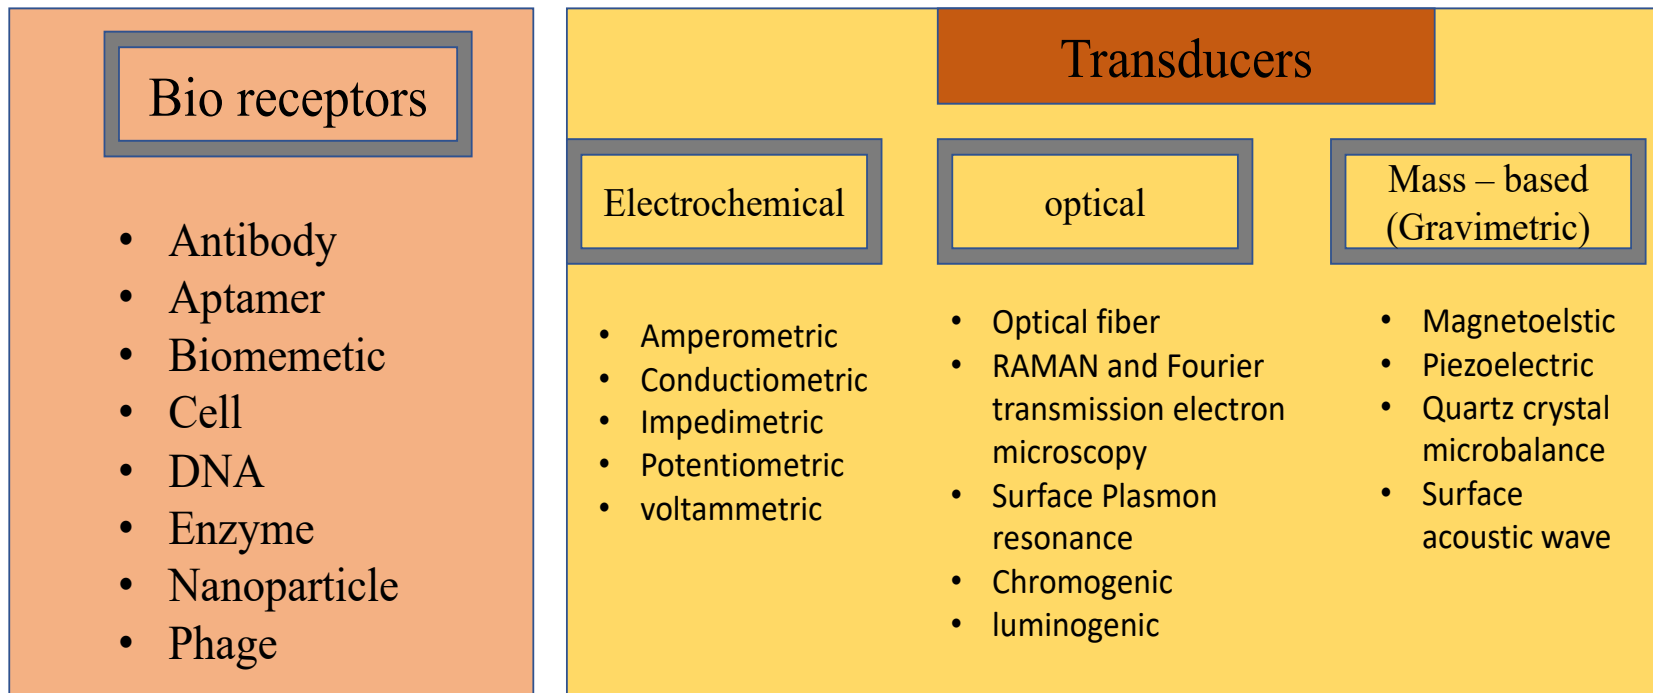 Bio receptors
• Antibody
• Aptamer
• Biomemetic
• Cell
• DNA
• Enzyme
• Nanoparticle
• Phage
Transducers
Electrochemical
• Amperometric
• Conductiometric
• Impedimetric
• Potentiometric
• voltammetric
optical
• Optical fiber
• RAMAN and Fourier
transmission electron
microscopy
• Surface Plasmon
resonance
• Chromogenic
• luminogenic
Mass – based
(Gravimetric)
• Magnetoelstic
• Piezoelectric
• Quartz crystal
microbalance
• Surface
acoustic wave